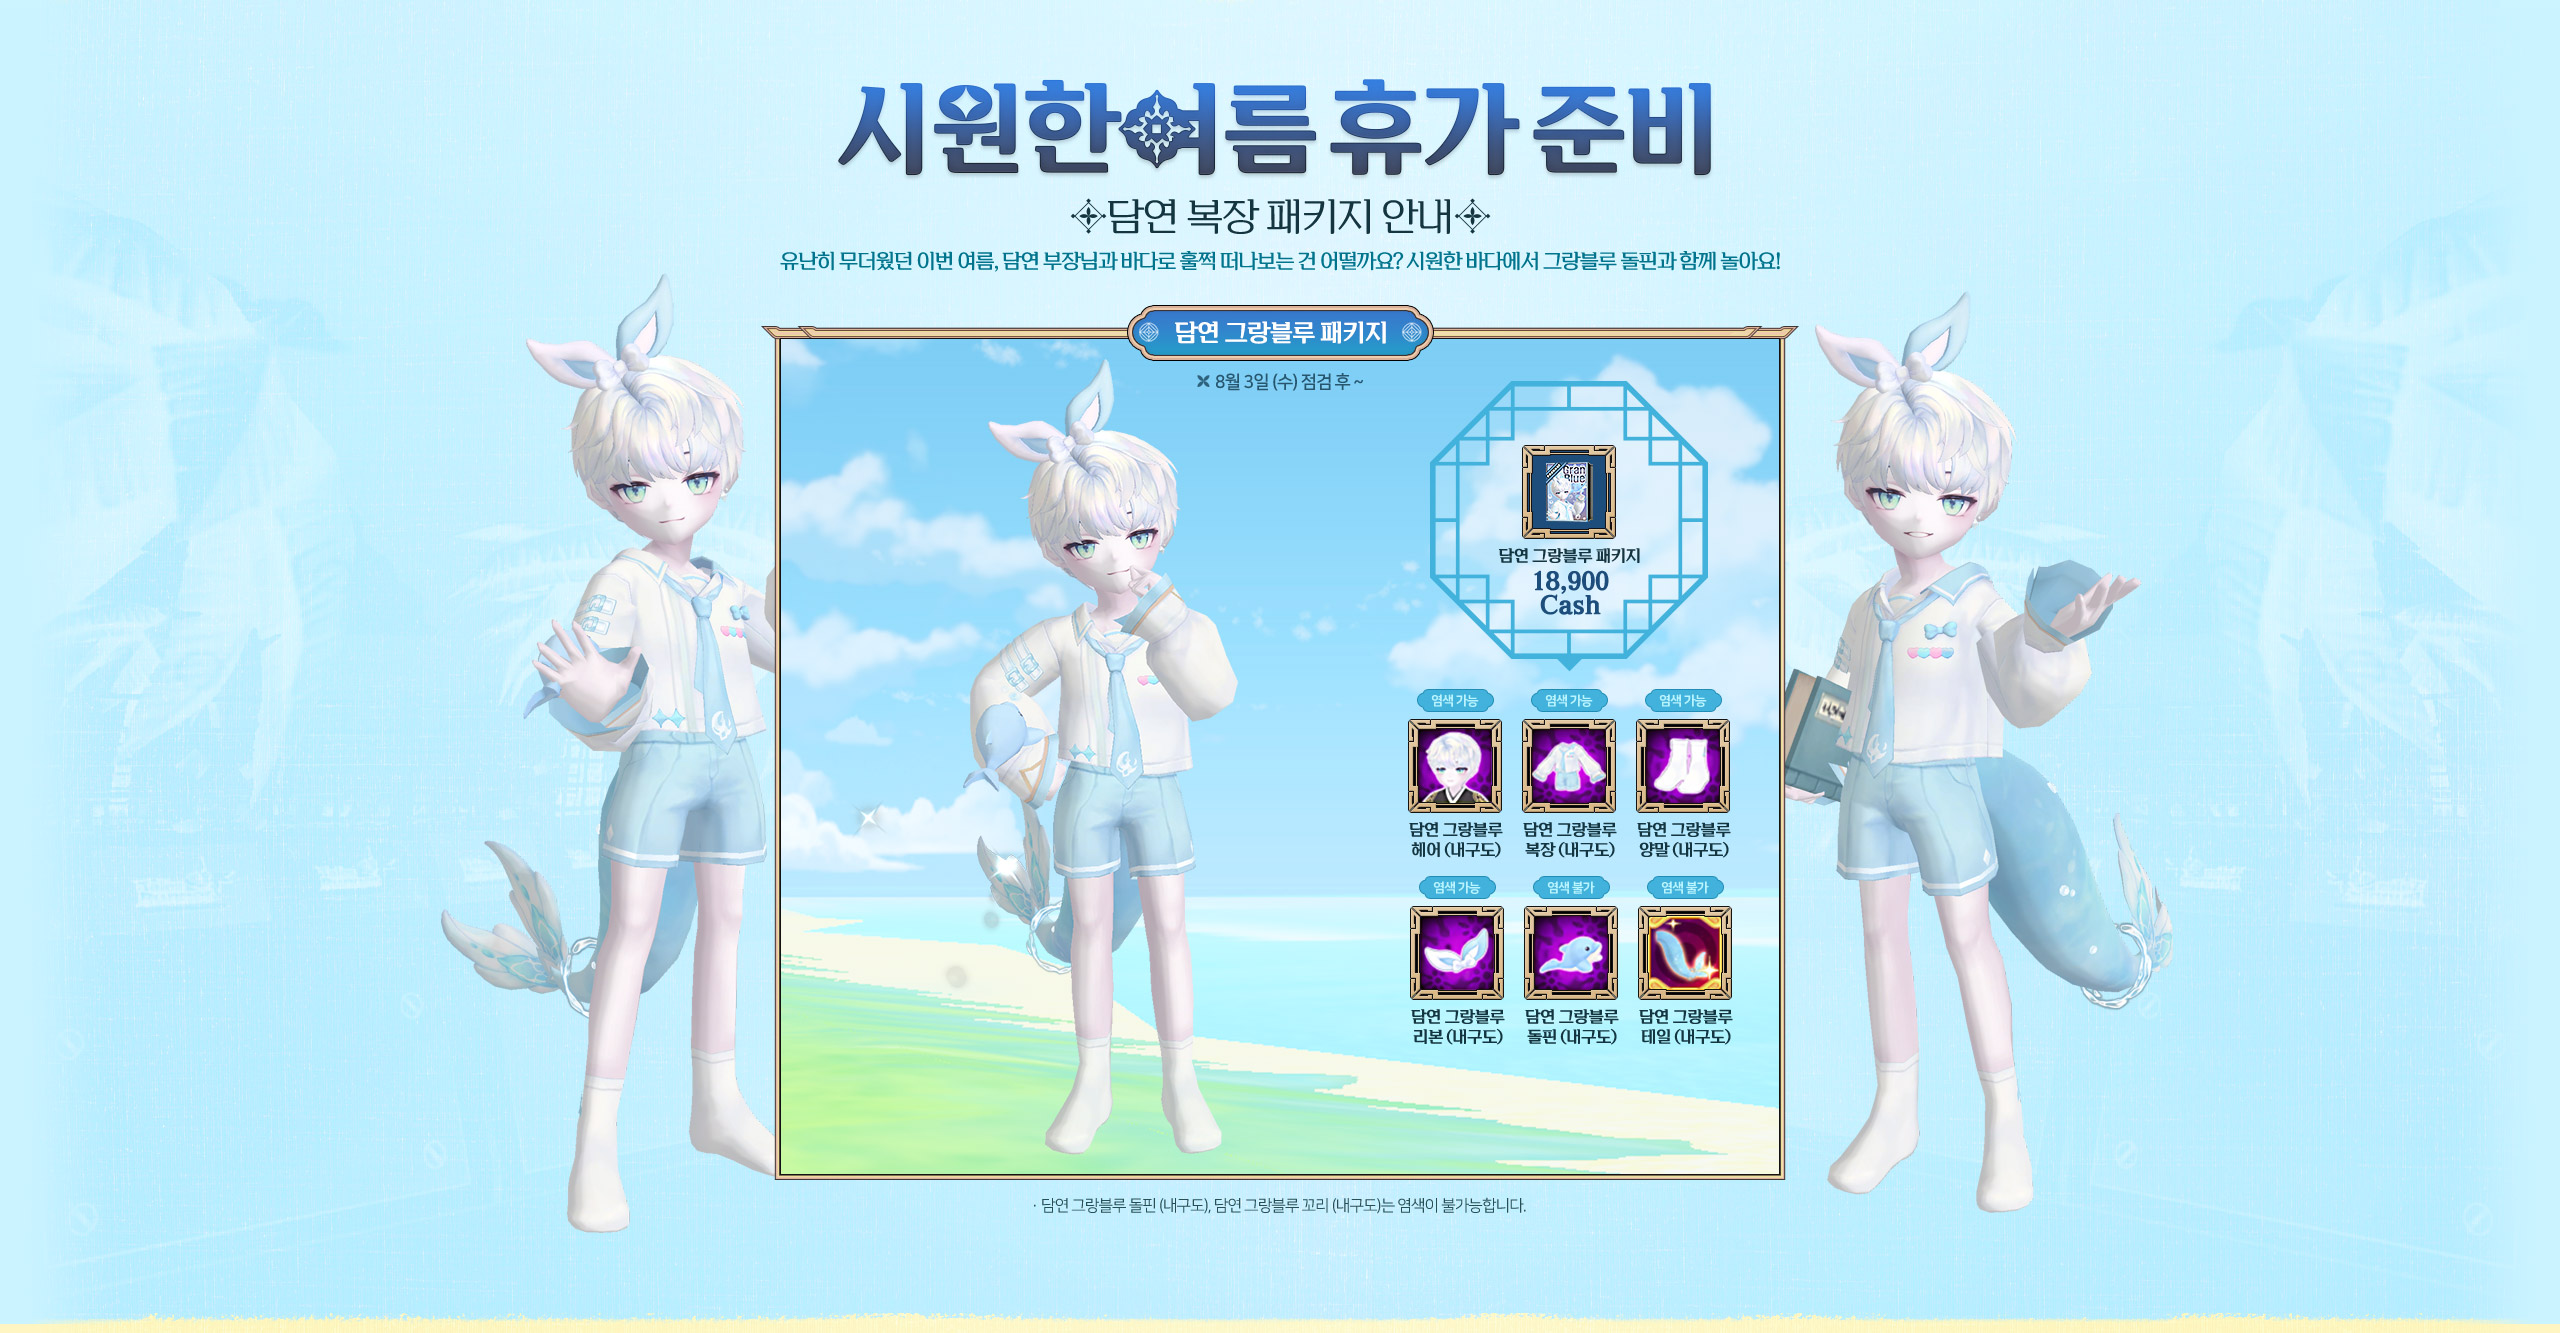 시원한여름 휴가 준비
담연 복장 패키지 안내
유난히 무더웠던 이번 여름, 담연 부장님과 바다로 훌쩍 떠나보는 건 어떨까요? 시원한 바다에서 그랑블루 돌핀과 함께 놀아요!
담연 그랑블루 패키지
8월 3일 (수) 점검 후 ~
Gran
Blue
담연 그랑블루 패키지
18,900
Cash
염색 가능 염색 가능 염색 가능
담연 그랑블루 담연 그랑블루 담연 그랑블루
헤어 (내구도) 복장 (내구도) 양말 (내구도)
염색 가능 염색 불가 염색 불가
담연 그랑블루 담연 그랑블루 담연 그랑블루
리본 (내구도) 돌핀 (내구도) 테일 (내구도)
· 담연 그랑블루 돌핀 (내구도), 담연 그랑블루 꼬리 (내구도)는 염색이 불가능합니다.